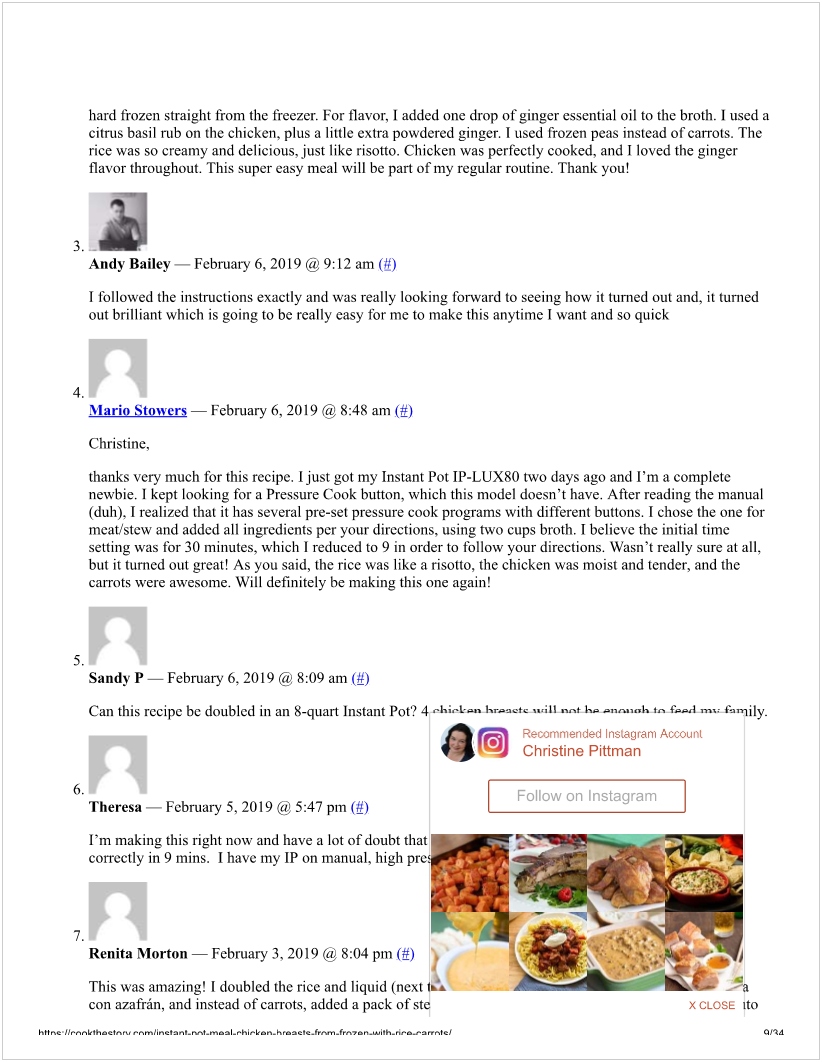 hard frozen straight from the freezer. For flavor, I added one drop of ginger essential oil to the broth. I used a
citrus basil rub on the chicken, plus a little extra powdered ginger. I used frozen peas instead of carrots. The
rice was so creamy and delicious, just like risotto. Chicken was perfectly cooked, and I loved the ginger
flavor throughout. This super easy meal will be part of my regular routine. Thank you!
3.
Andy Bailey — February 6, 2019 @ 9:12 am (#)
I followed the instructions exactly and was really looking forward to seeing how it turned out and, it turned
out brilliant which is going to be really easy for me to make this anytime I want and so quick
4.
Mario Stowers — February 6, 2019 @ 8:48 am (#)
Christine,
thanks very much for this recipe. I just got my Instant Pot IP-LUX80 two days ago and I’m a complete
newbie. I kept looking for a Pressure Cook button, which this model doesn’t have. After reading the manual
(duh), I realized that it has several pre-set pressure cook programs with different buttons. I chose the one for
meat/stew and added all ingredients per your directions, using two cups broth. I believe the initial time
setting was for 30 minutes, which I reduced to 9 in order to follow your directions. Wasn’t really sure at all,
but it turned out great! As you said, the rice was like a risotto, the chicken was moist and tender, and the
carrots were awesome. Will definitely be making this one again!
5.
Sandy P — February 6, 2019 @ 8:09 am (#)
Can this recipe be doubled in an 8-quart Instant Pot? 4 chicken breasts will not be enough to feed my family.
6.
Theresa — February 5, 2019 @ 5:47 pm (#)
I’m making this right now and have a lot of doubt that
correctly in 9 mins.  I have my IP on manual, high pres
7.
Renita Morton — February 3, 2019 @ 8:04 pm (#)
This was amazing! I doubled the rice and liquid (next t a
con azafrán, and instead of carrots, added a pack of ste
Recommended Instagram Account
Christine Pittman
Follow on Instagram
X CLOSE
https://cookthestory.com/instant-pot-meal-chicken-breasts-from-frozen-with-rice-carrots/ 9/34